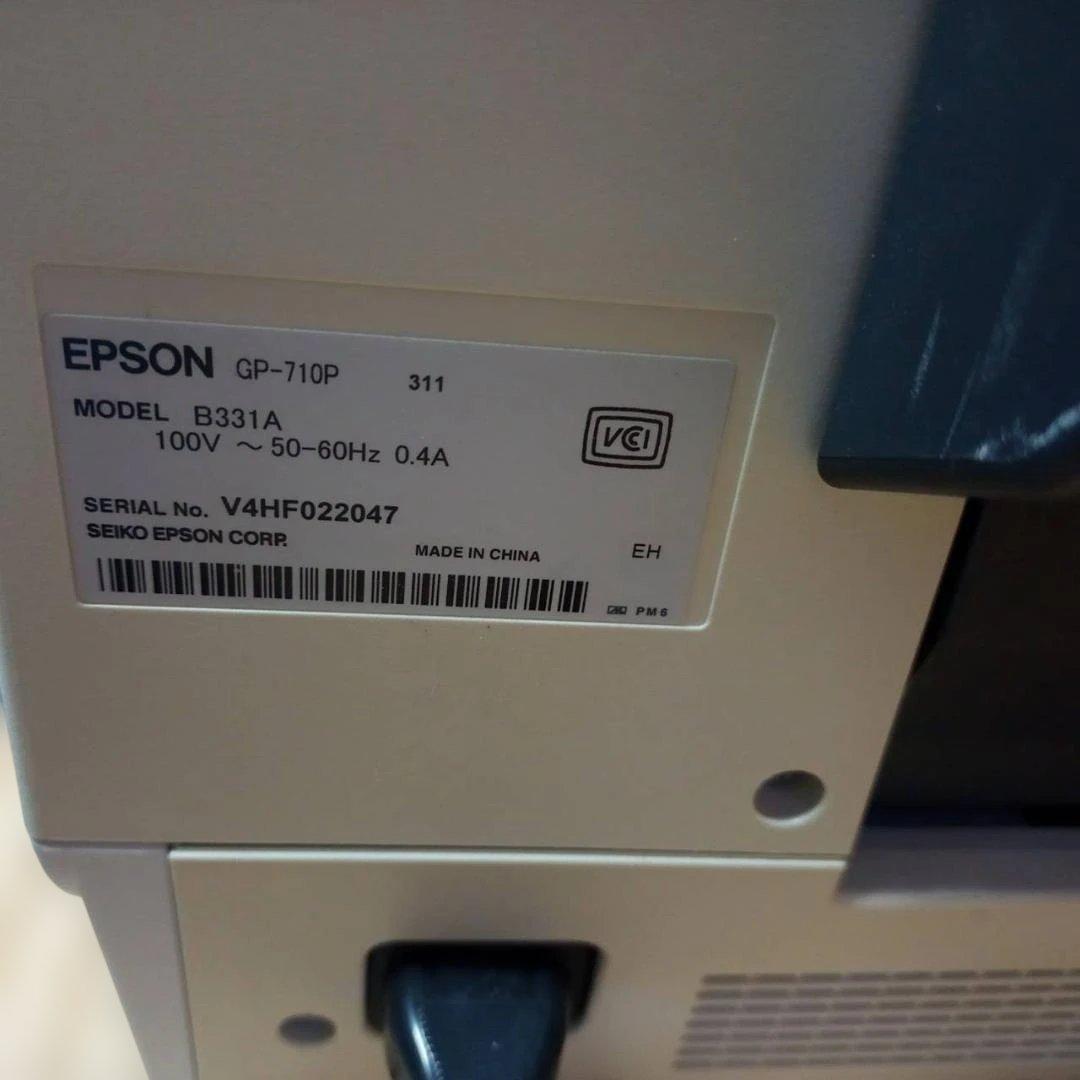 EPSON GP-710P 311
MODEL B331A
100V ～ 50-60Hz 0.4A
VCCI
SERIAL No. V4HF022047
SEIKO EPSON CORP.
MADE IN CHINA EH
PM6